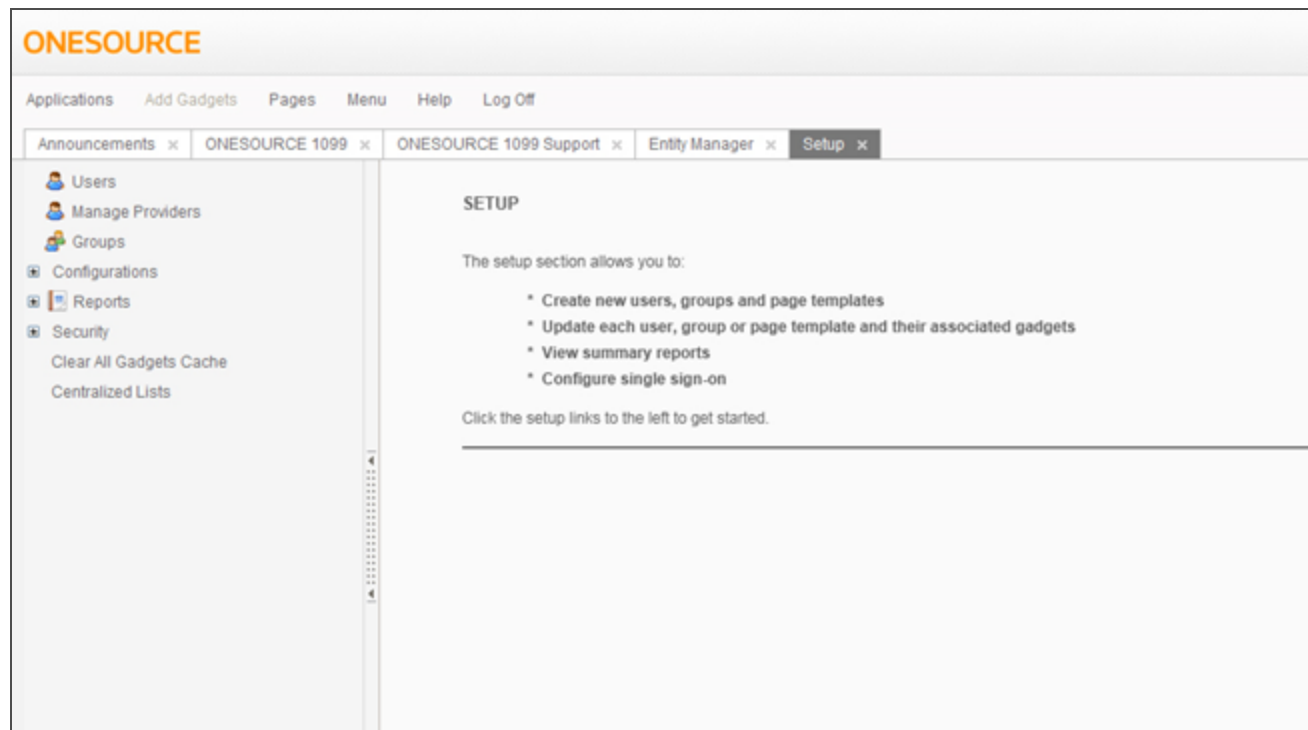 ONESOURCE
Applications Add Gadgets Pages Menu Help Log Off
Announcements × ONESOURCE 1099 × ONESOURCE 1099 Support × Entity Manager × Setup ×
Users
Manage Providers
Groups
Configurations
Reports
Security
Clear All Gadgets Cache
Centralized Lists
SETUP
The setup section allows you to:
* Create new users, groups and page templates
* Update each user, group or page template and their associated gadgets
* View summary reports
* Configure single sign-on
Click the setup links to the left to get started.